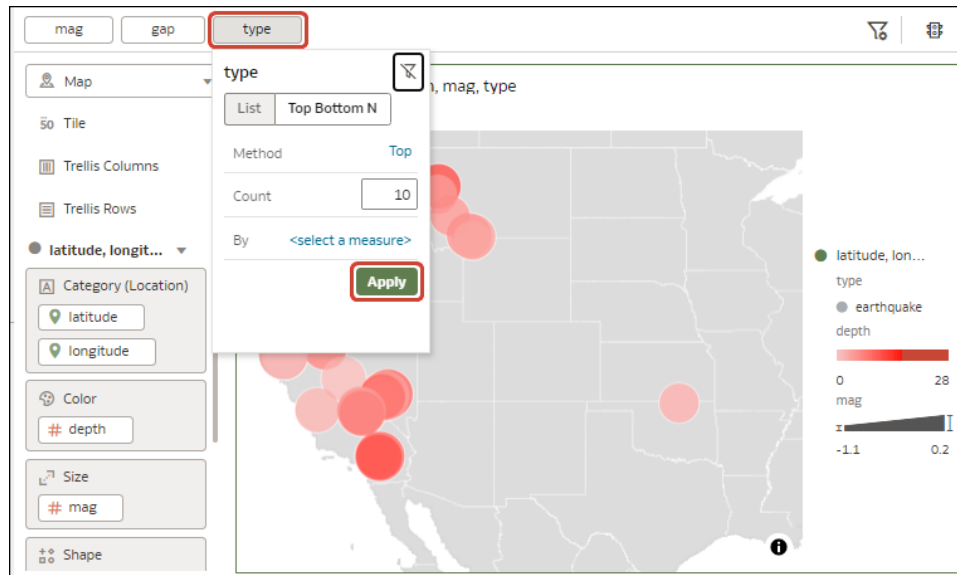 mag
gap
type
Map
Tile
Trellis Columns
Trellis Rows
latitude, longit...
Category (Location)
latitude
longitude
Color
# depth
Size
# mag
Shape
type
List
Top Bottom N
Method
Top
Count
10
By
<select a measure>
Apply
, mag, type
latitude, lon...
type
earthquake
depth
0
28
mag
-1.1
0.2